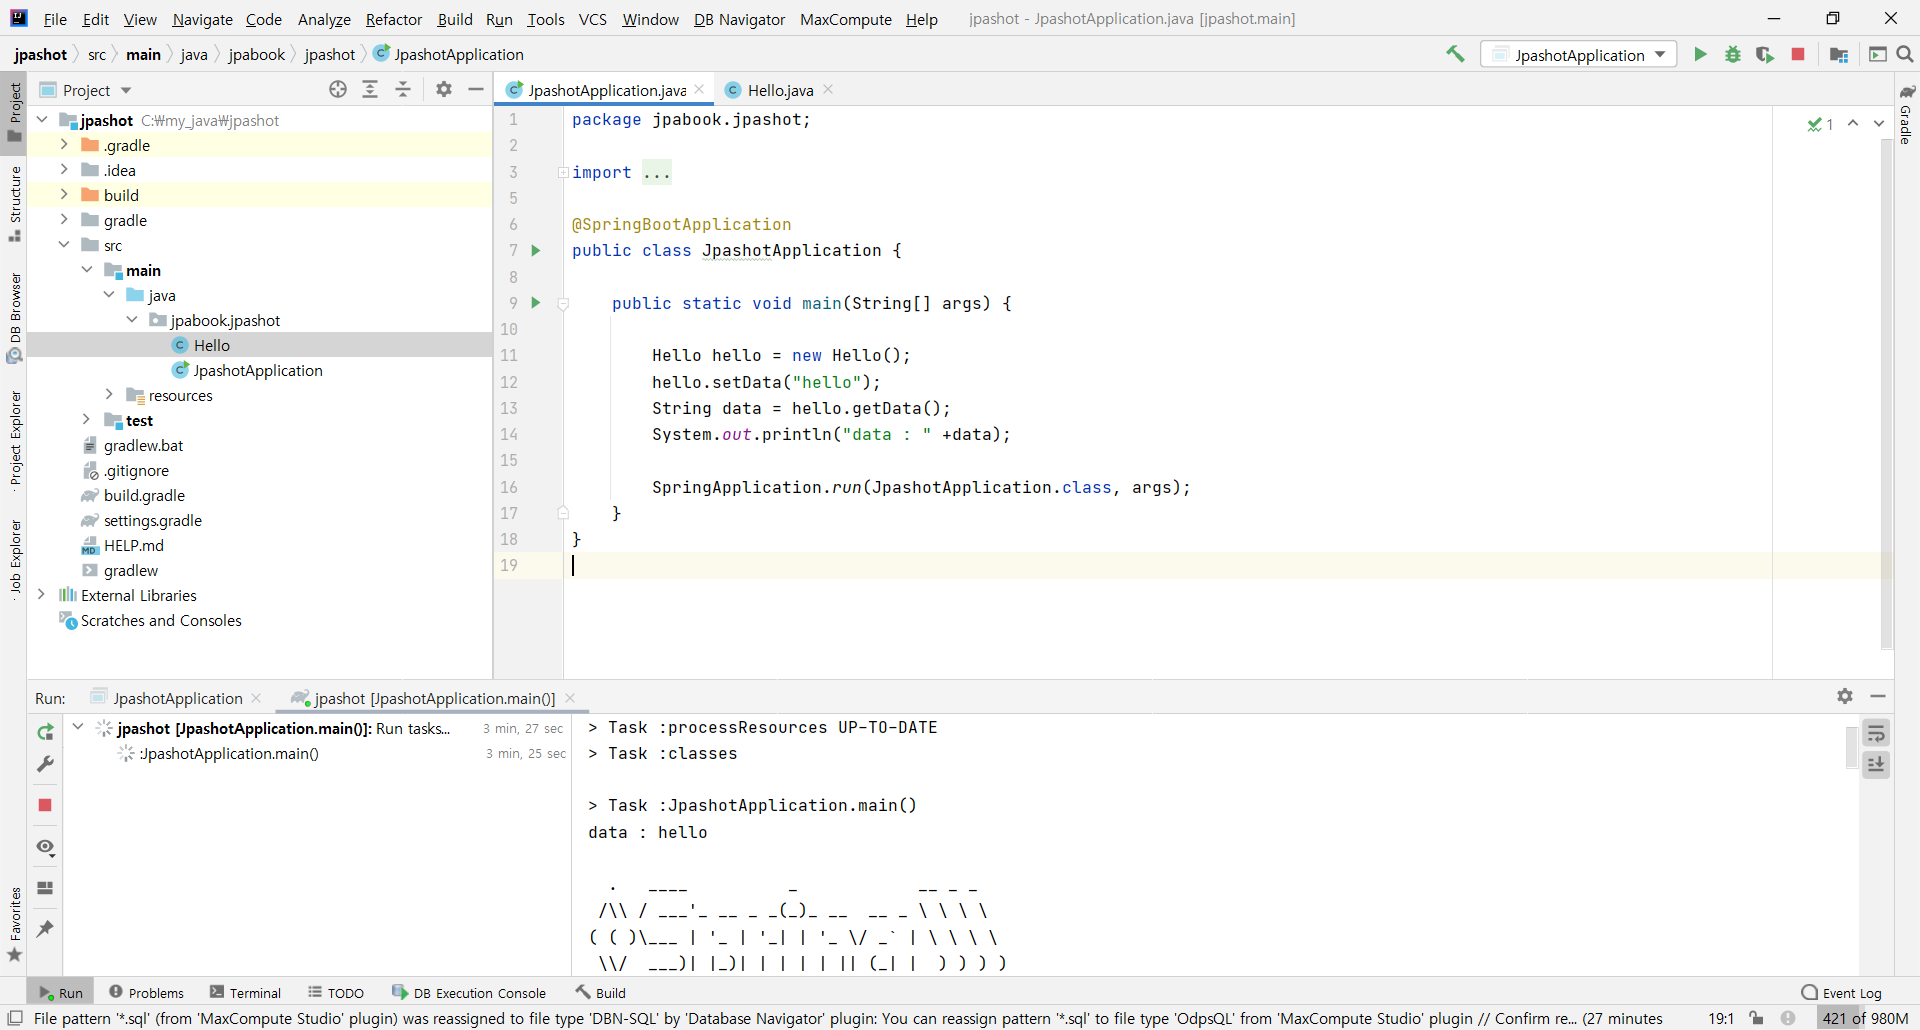 File Edit View Navigate Code Analyze Refactor Build Run Tools VCS Window DB Navigator MaxCompute Help jpashot - JpashotApplication.java [jpashot.main]
jpashot src main java jpabook jpashot JpashotApplication
JpashotApplication
Project
JpashotApplication.java
Hello.java
Project
Structure
DB Browser
Project Explorer
Job Explorer
Favorites
Gradle
jpashot C:₩my_java₩jpashot
.gradle
.idea
build
gradle
src
main
java
jpabook.jpashot
Hello
JpashotApplication
resources
test
gradlew.bat
.gitignore
build.gradle
settings.gradle
HELP.md
gradlew
External Libraries
Scratches and Consoles
1 package jpabook.jpashot;
2
3 import ...
5
6 @SpringBootApplication
7 public class JpashotApplication {
8
9 public static void main(String[] args) {
10
11 Hello hello = new Hello();
12 hello.setData("hello");
13 String data = hello.getData();
14 System.out.println("data : " +data);
15
16 SpringApplication.run(JpashotApplication.class, args);
17 }
18 }
19
1
Run: JpashotApplication jpashot [JpashotApplication.main()]
jpashot [JpashotApplication.main()]: Run tasks... 3 min, 27 sec
:JpashotApplication.main() 3 min, 25 sec
> Task :processResources UP-TO-DATE
> Task :classes
> Task :JpashotApplication.main()
data : hello
  .   ____          _            __ _ _
 /\\ / ___'_ __ _ _(_)_ __  __ _ \ \ \ \
( ( )\___ | '_ | '_| | '_ \/ _` | \ \ \ \
 \\/  ___)| |_)| | | | | || (_| |  ) ) ) )
Run Problems Terminal TODO DB Execution Console Build Event Log
File pattern '*.sql' (from 'MaxCompute Studio' plugin) was reassigned to file type 'DBN-SQL' by 'Database Navigator' plugin: You can reassign pattern '*.sql' to file type 'OdpsQL' from 'MaxCompute Studio' plugin // Confirm re... (27 minutes 19:1 421 of 980M